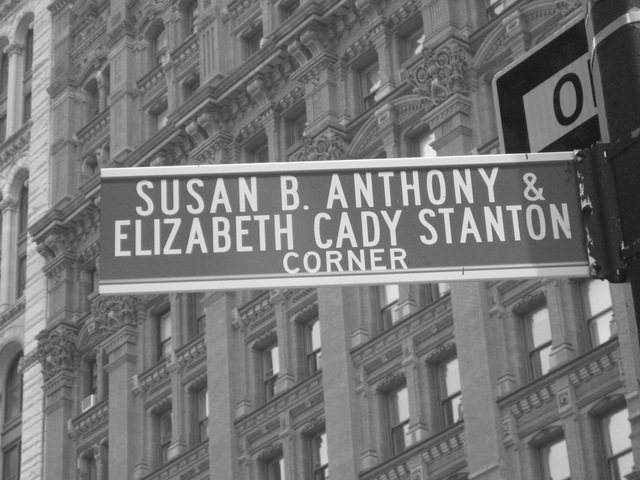 SUSAN B. ANTHONY &
ELIZABETH CADY STANTON
CORNER
O